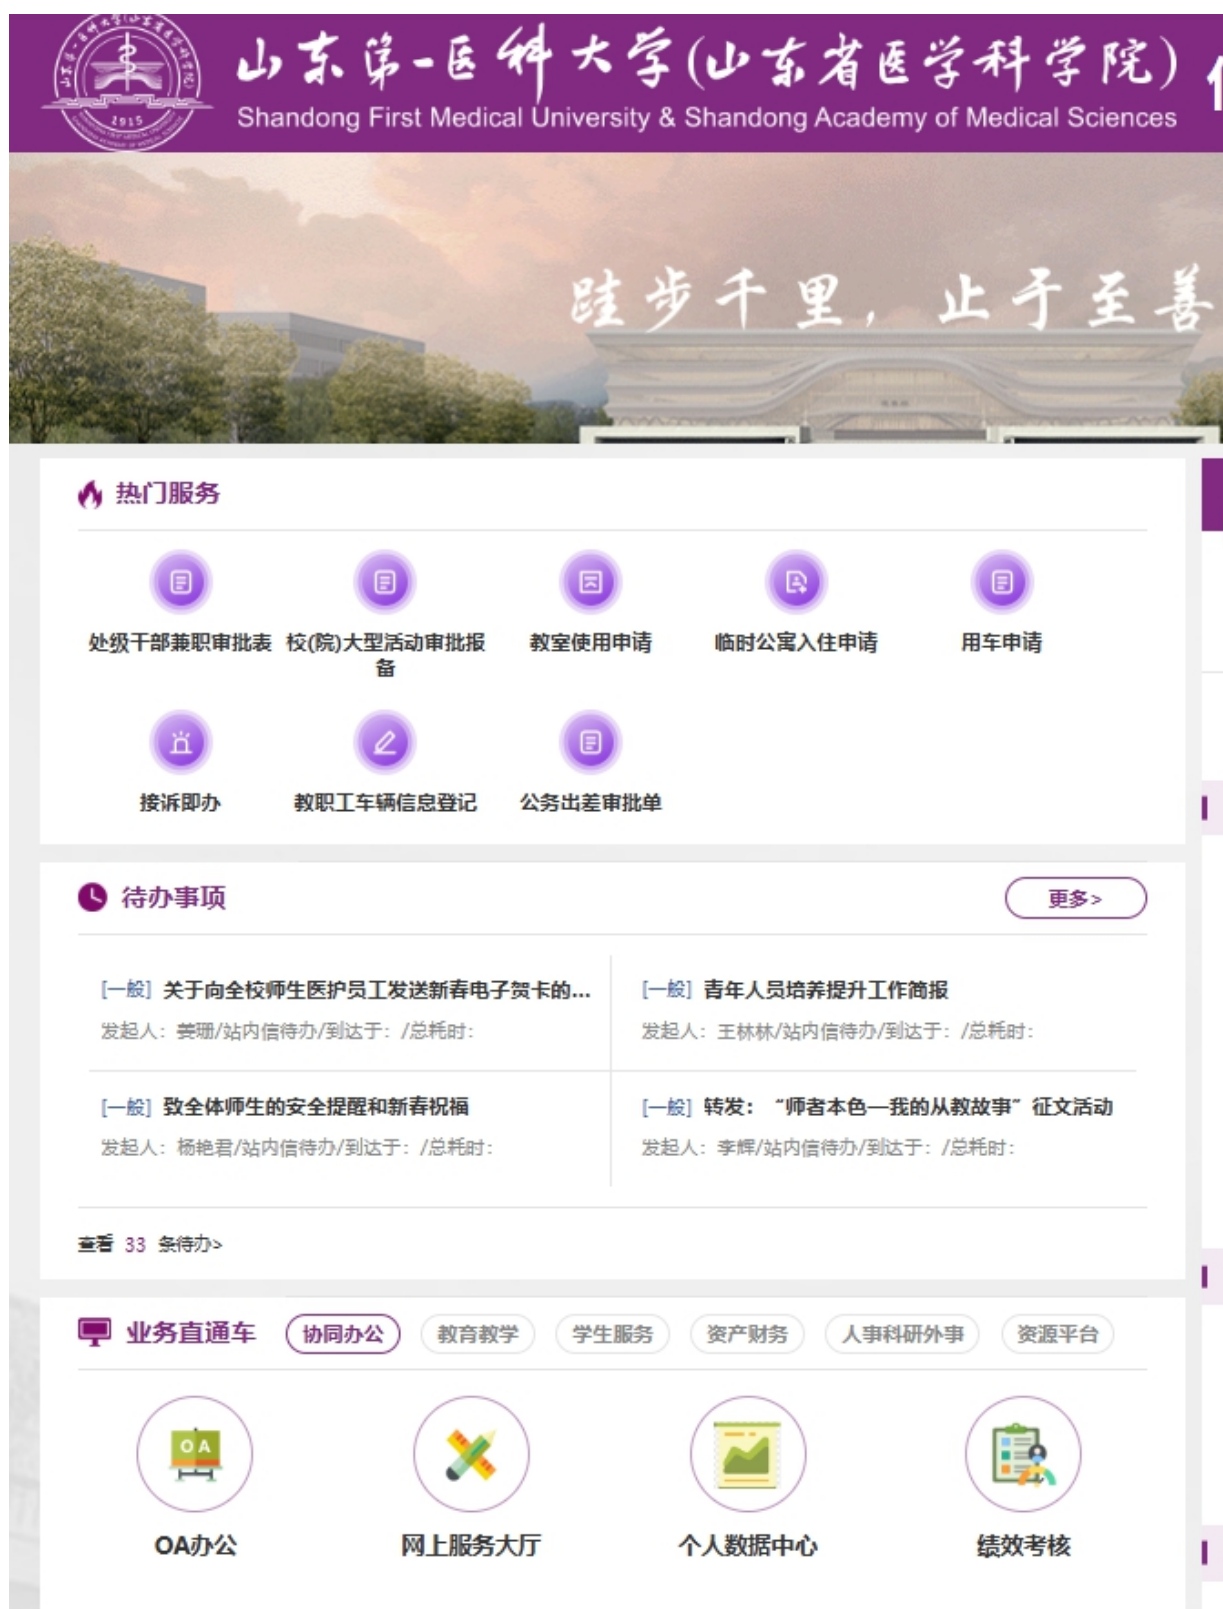 山东第一医科大学(山东省医学科学院)
Shandong First Medical University & Shandong Academy of Medical Sciences
1915
跬步千里，止于至善
热门服务
处级干部兼职审批表 校(院)大型活动审批报备 教室使用申请 临时公寓入住申请 用车申请
接诉即办 教职工车辆信息登记 公务出差审批单
待办事项 更多>
[一般] 关于向全校师生医护员工发送新春电子贺卡的... [一般] 青年人员培养提升工作简报
发起人：姜珊/站内信待办/到达于：/总耗时： 发起人：王林林/站内信待办/到达于：/总耗时：
[一般] 致全体师生的安全提醒和新春祝福 [一般] 转发：“师者本色—我的从教故事”征文活动
发起人：杨艳君/站内信待办/到达于：/总耗时： 发起人：李辉/站内信待办/到达于：/总耗时：
查看 33 条待办>
业务直通车 协同办公 教育教学 学生服务 资产财务 人事科研外事 资源平台
OA
OA办公 网上服务大厅 个人数据中心 绩效考核